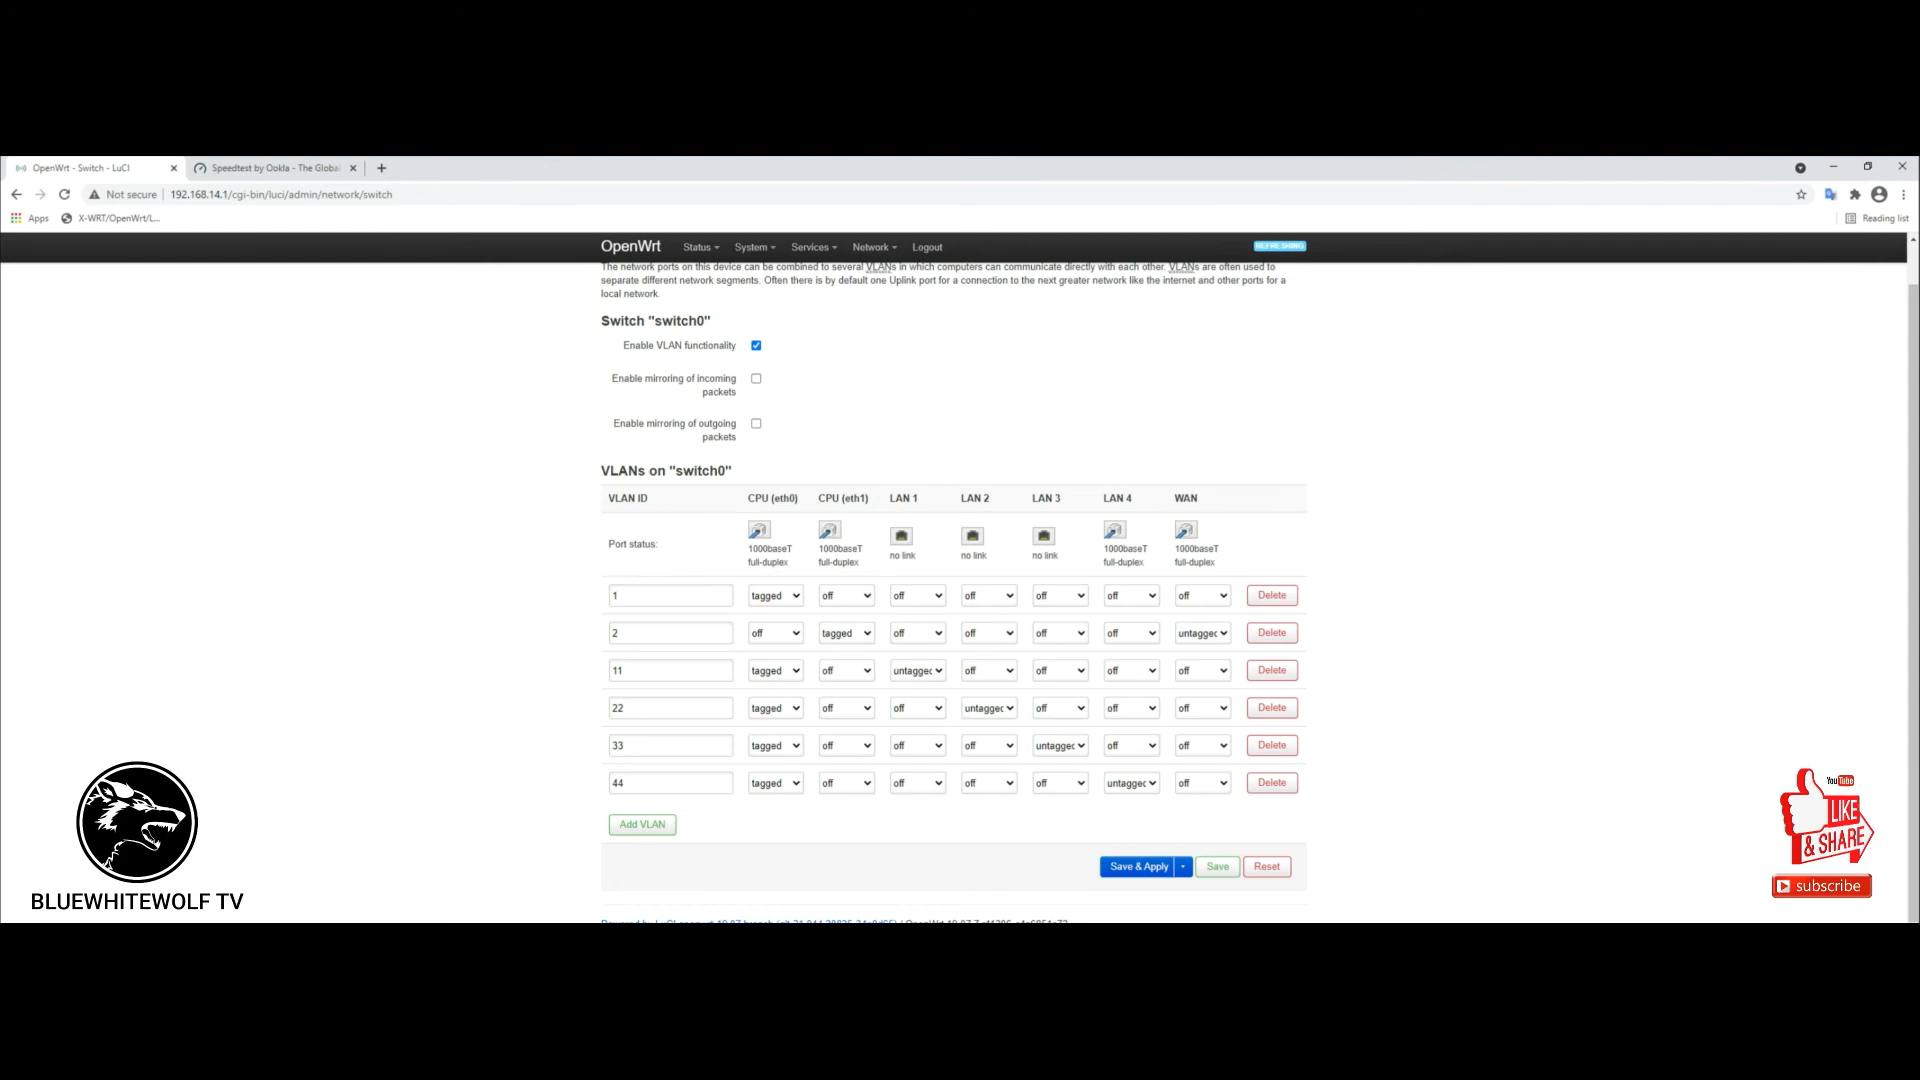 OpenWrt - Switch - LuCI
Speedtest by Ookla - The Global
Not secure | 192.168.14.1/cgi-bin/luci/admin/network/switch
Apps X-WRT/OpenWrt/L...
Reading list
OpenWrt Status System Services Network Logout REFRESHING
The network ports on this device can be combined to several VLANs in which computers can communicate directly with each other. VLANs are often used to
separate different network segments. Often there is by default one Uplink port for a connection to the next greater network like the internet and other ports for a
local network.
Switch "switch0"
Enable VLAN functionality
Enable mirroring of incoming
packets
Enable mirroring of outgoing
packets
VLANs on "switch0"
VLAN ID CPU (eth0) CPU (eth1) LAN 1 LAN 2 LAN 3 LAN 4 WAN
Port status: 1000baseT 1000baseT no link no link no link 1000baseT 1000baseT
full-duplex full-duplex full-duplex full-duplex
1 tagged off off off off off off Delete
2 off tagged off off off off untagged Delete
11 tagged off untagged off off off off Delete
22 tagged off off untagged off off off Delete
33 tagged off off off untagged off off Delete
44 tagged off off off off untagged off Delete
Add VLAN
Save & Apply Save Reset
BLUEWHITEWOLF TV
YouTube
LIKE
& SHARE
subscribe